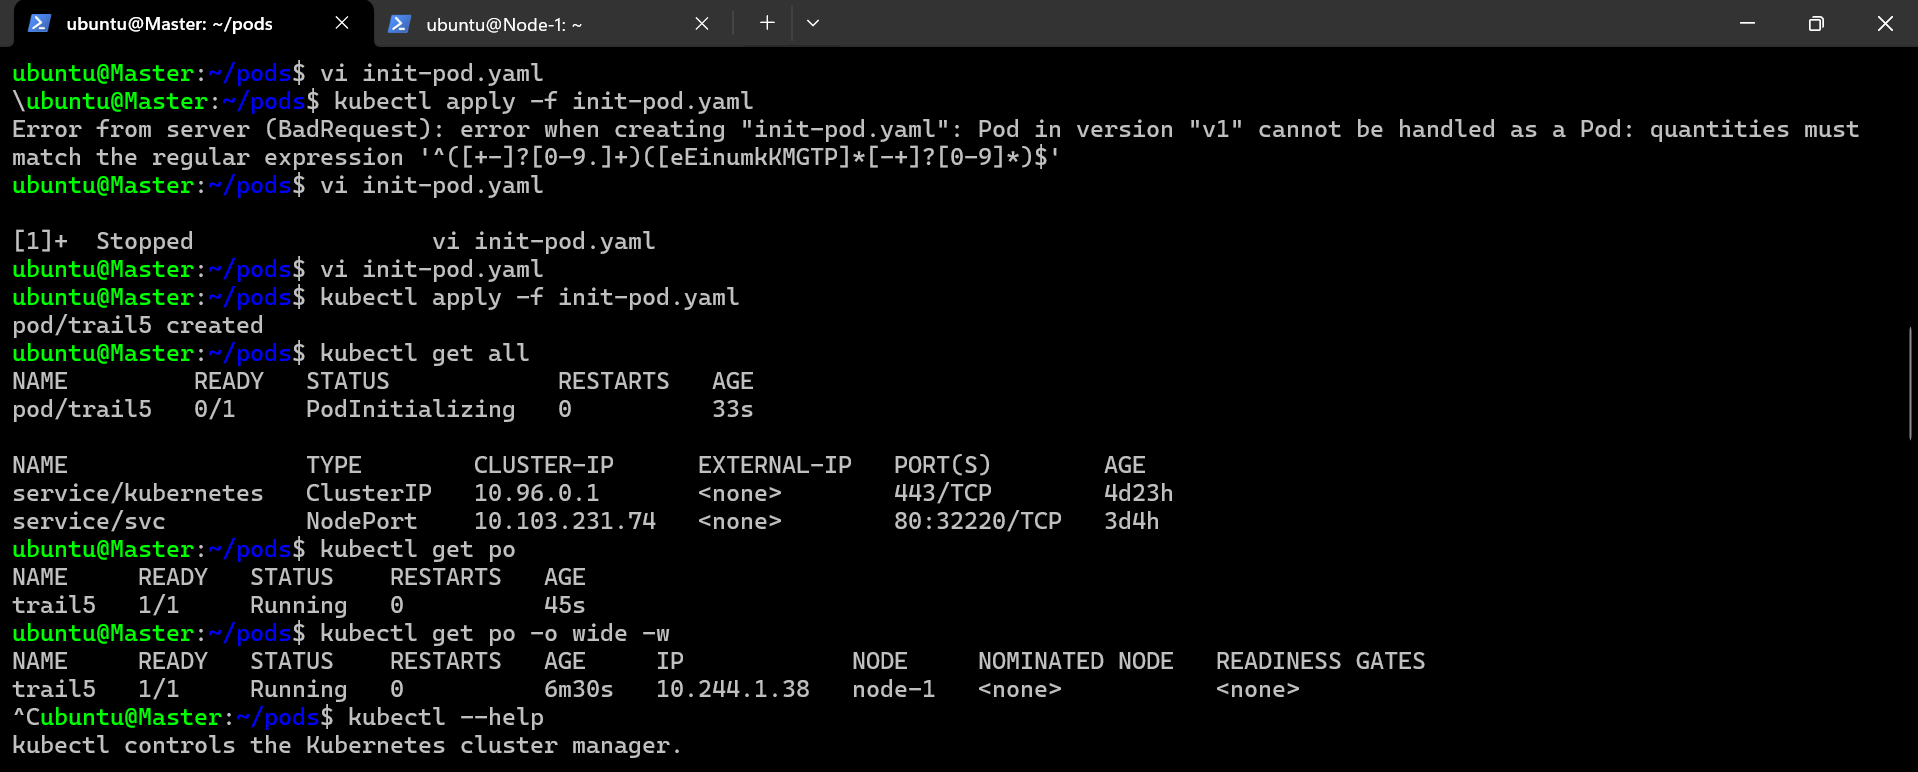 ubuntu@Master: ~/pods
ubuntu@Node-1: ~
ubuntu@Master:~/pods$ vi init-pod.yaml
\ubuntu@Master:~/pods$ kubectl apply -f init-pod.yaml
Error from server (BadRequest): error when creating "init-pod.yaml": Pod in version "v1" cannot be handled as a Pod: quantities must
match the regular expression '^([+-]?[0-9.]+)([eEinumkKMGTP]*[-+]?[0-9]*)$'
ubuntu@Master:~/pods$ vi init-pod.yaml
[1]+  Stopped                 vi init-pod.yaml
ubuntu@Master:~/pods$ vi init-pod.yaml
ubuntu@Master:~/pods$ kubectl apply -f init-pod.yaml
pod/trail5 created
ubuntu@Master:~/pods$ kubectl get all
NAME         READY   STATUS            RESTARTS   AGE
pod/trail5   0/1     PodInitializing   0          33s
NAME                 TYPE        CLUSTER-IP      EXTERNAL-IP   PORT(S)        AGE
service/kubernetes   ClusterIP   10.96.0.1       <none>        443/TCP        4d23h
service/svc          NodePort    10.103.231.74   <none>        80:32220/TCP   3d4h
ubuntu@Master:~/pods$ kubectl get po
NAME     READY   STATUS    RESTARTS   AGE
trail5   1/1     Running   0          45s
ubuntu@Master:~/pods$ kubectl get po -o wide -w
NAME     READY   STATUS    RESTARTS   AGE     IP            NODE     NOMINATED NODE   READINESS GATES
trail5   1/1     Running   0          6m30s   10.244.1.38   node-1   <none>           <none>
^Cubuntu@Master:~/pods$ kubectl --help
kubectl controls the Kubernetes cluster manager.